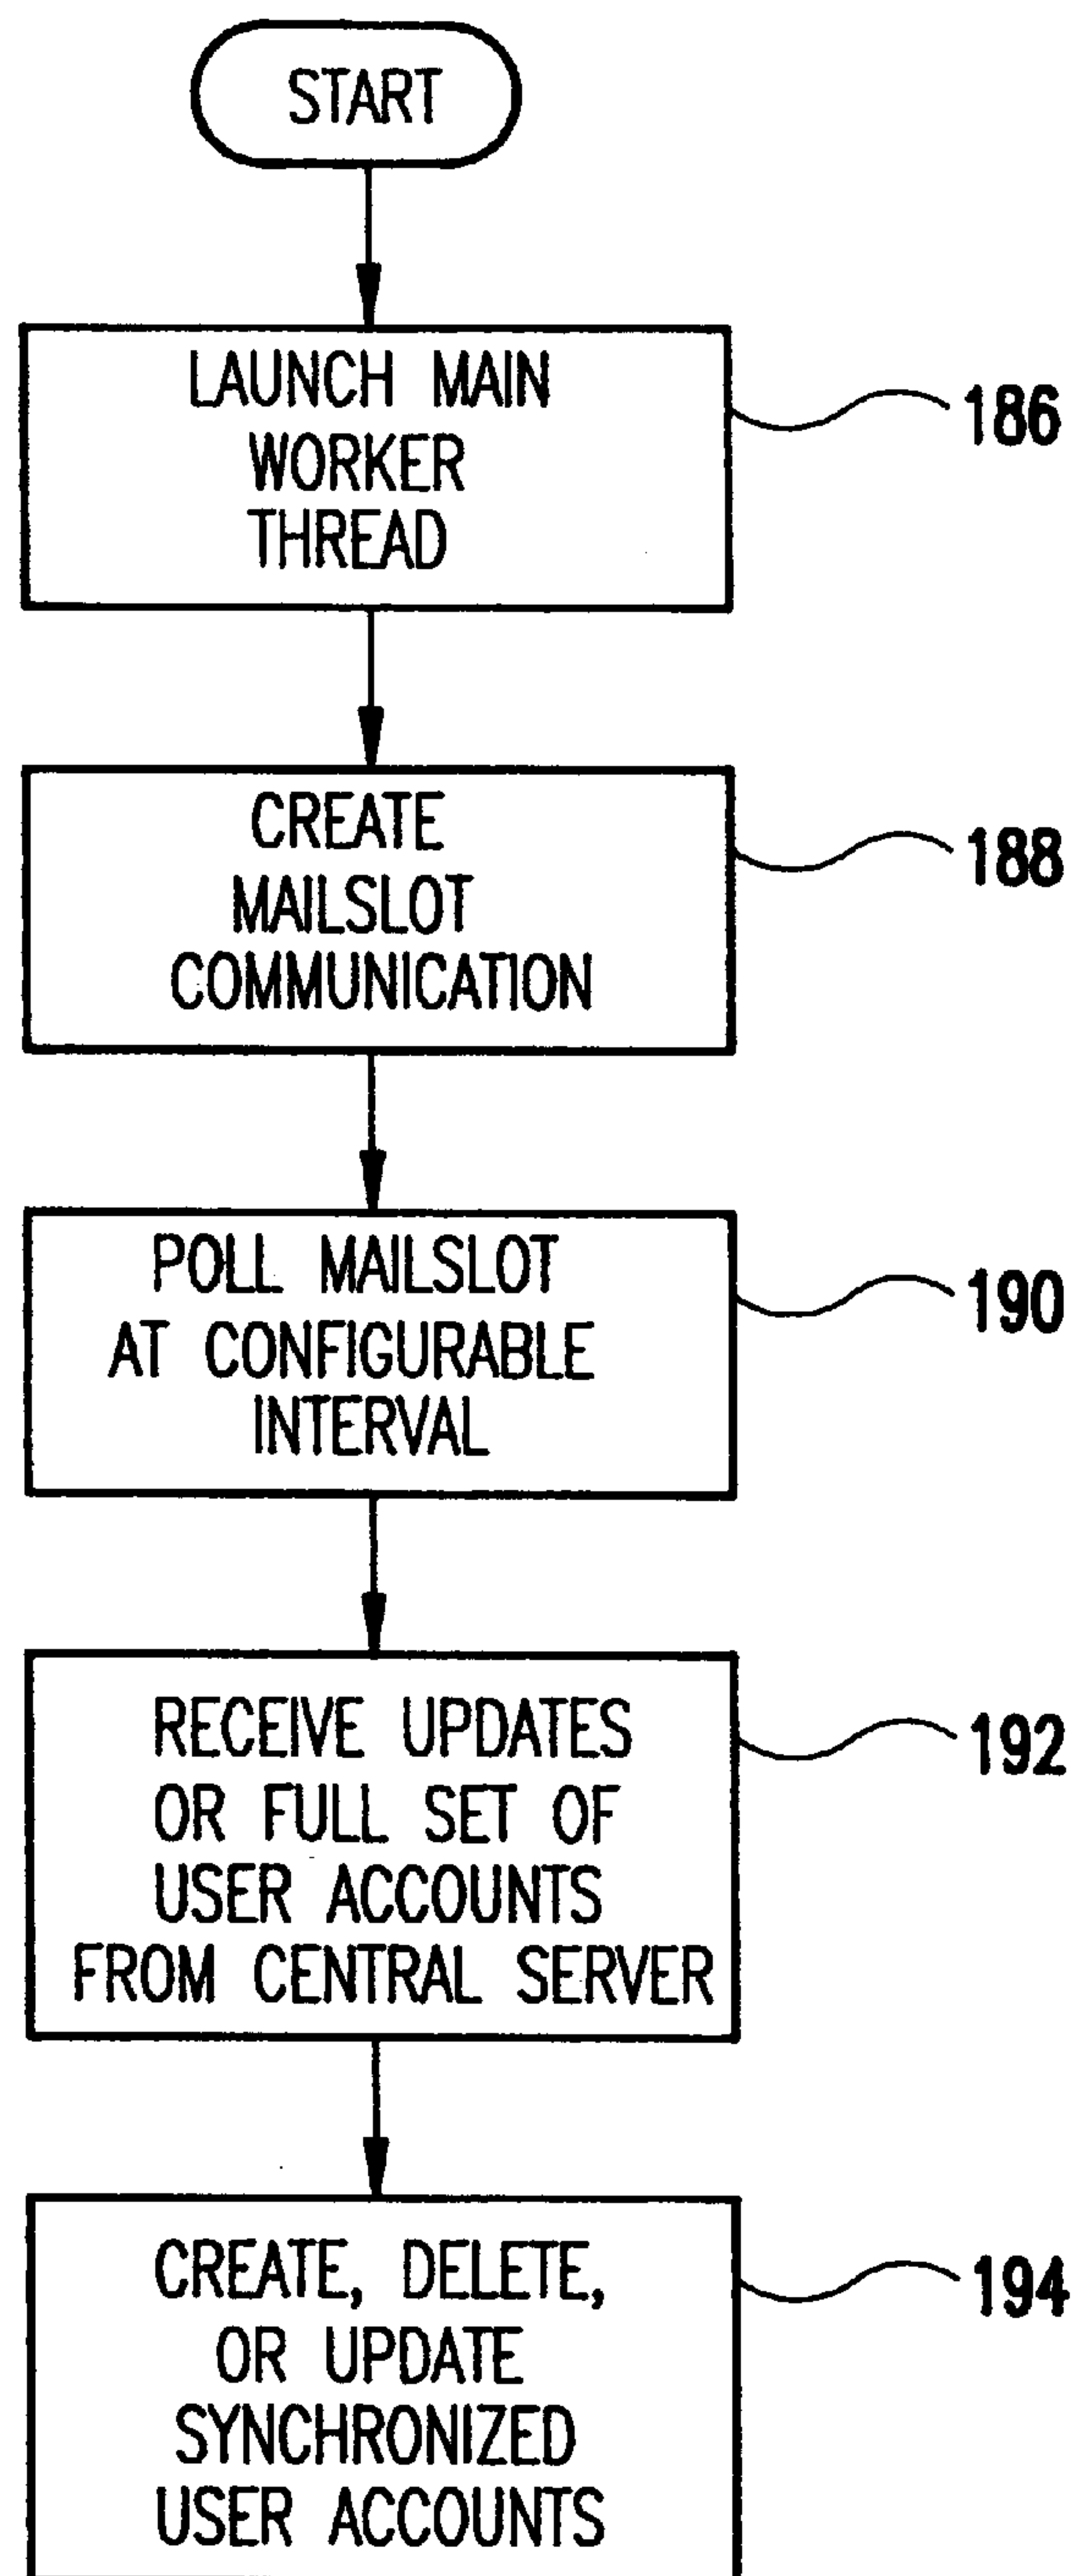 START
LAUNCH MAIN
WORKER
THREAD
186
CREATE
MAILSLOT
COMMUNICATION
188
POLL MAILSLOT
AT CONFIGURABLE
INTERVAL
190
RECEIVE UPDATES
OR FULL SET OF
USER ACCOUNTS
FROM CENTRAL SERVER
192
CREATE, DELETE,
OR UPDATE
SYNCHRONIZED
USER ACCOUNTS
194